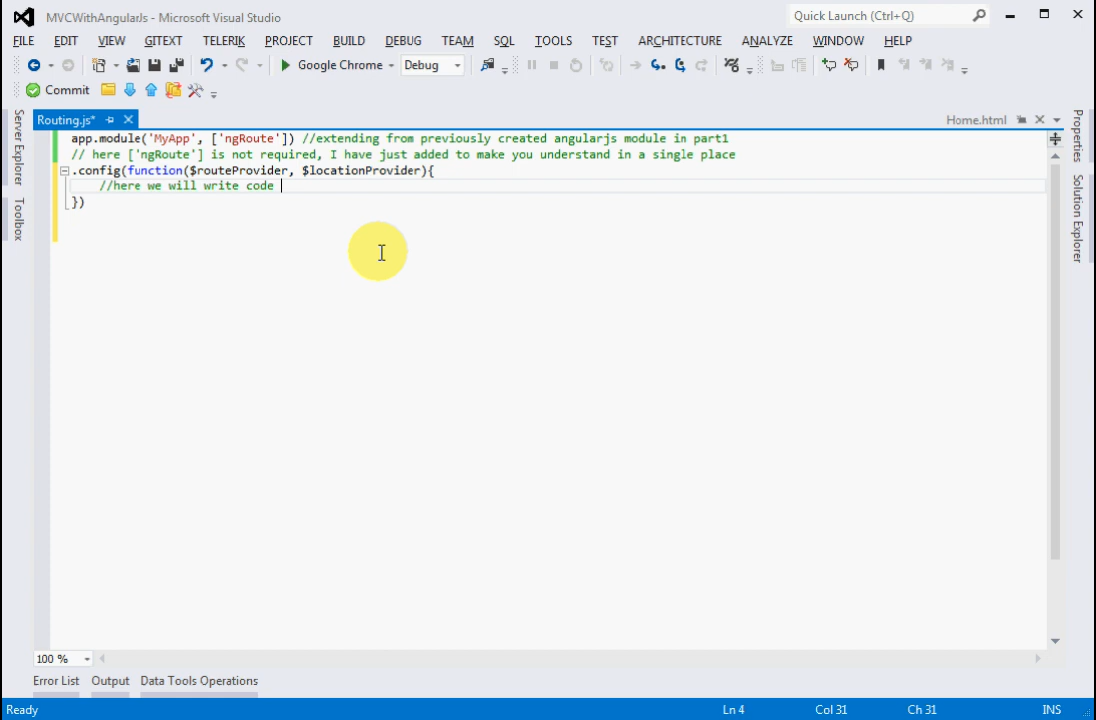 MVCWithAngularJs - Microsoft Visual Studio
Quick Launch (Ctrl+Q)
FILE EDIT VIEW GITEXT TELERIK PROJECT BUILD DEBUG TEAM SQL TOOLS TEST ARCHITECTURE ANALYZE WINDOW HELP
Google Chrome Debug
Commit
Routing.js*
Home.html
Server Explorer
Toolbox
Properties
Solution Explorer
app.module('MyApp', ['ngRoute']) //extending from previously created angularjs module in part1
// here ['ngRoute'] is not required, I have just added to make you understand in a single place
.config(function($routeProvider, $locationProvider){
//here we will write code
})
100 %
Error List Output Data Tools Operations
Ready Ln 4 Col 31 Ch 31 INS